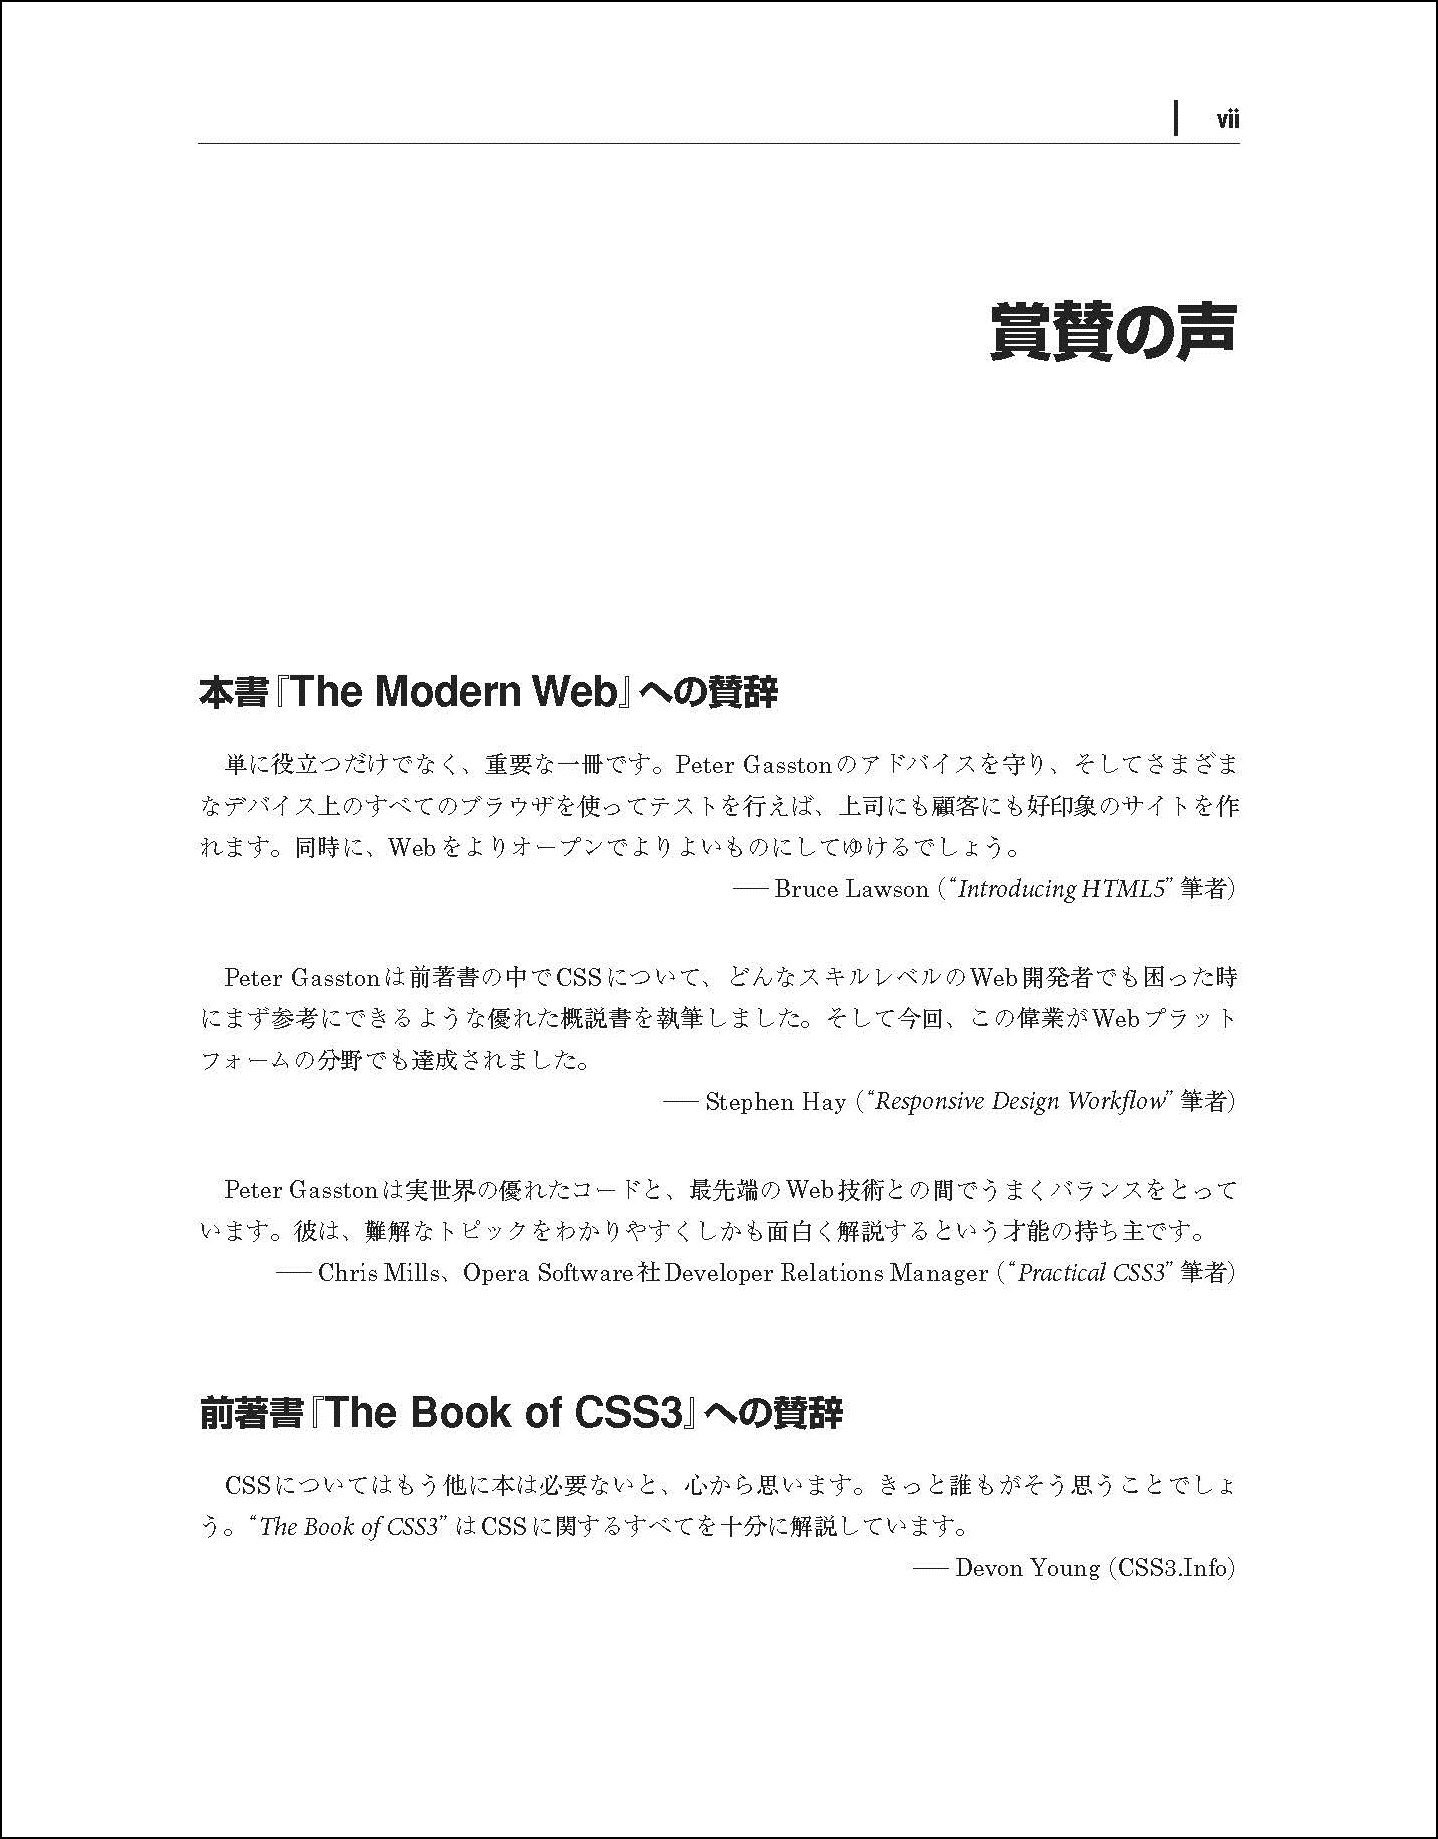 vii
賞賛の声
本書『The Modern Web』への賛辞
単に役立つだけでなく、重要な一冊です。Peter Gasstonのアドバイスを守り、そしてさまざま
なデバイス上のすべてのブラウザを使ってテストを行えば、上司にも顧客にも好印象のサイトを作
れます。同時に、Webをよりオープンでよりよいものにしてゆけるでしょう。
── Bruce Lawson（“Introducing HTML5” 筆者）
Peter Gasstonは前著書の中でCSSについて、どんなスキルレベルのWeb開発者でも困った時
にまず参考にできるような優れた概説書を執筆しました。そして今回、この偉業がWebプラット
フォームの分野でも達成されました。
── Stephen Hay（“Responsive Design Workflow” 筆者）
Peter Gasstonは実世界の優れたコードと、最先端のWeb技術との間でうまくバランスをとって
います。彼は、難解なトピックをわかりやすくしかも面白く解説するという才能の持ち主です。
── Chris Mills、Opera Software社Developer Relations Manager（“Practical CSS3” 筆者）
前著書『The Book of CSS3』への賛辞
CSSについてはもう他に本は必要ないと、心から思います。きっと誰もがそう思うことでしょ
う。“The Book of CSS3” はCSSに関するすべてを十分に解説しています。
── Devon Young（CSS3.Info）